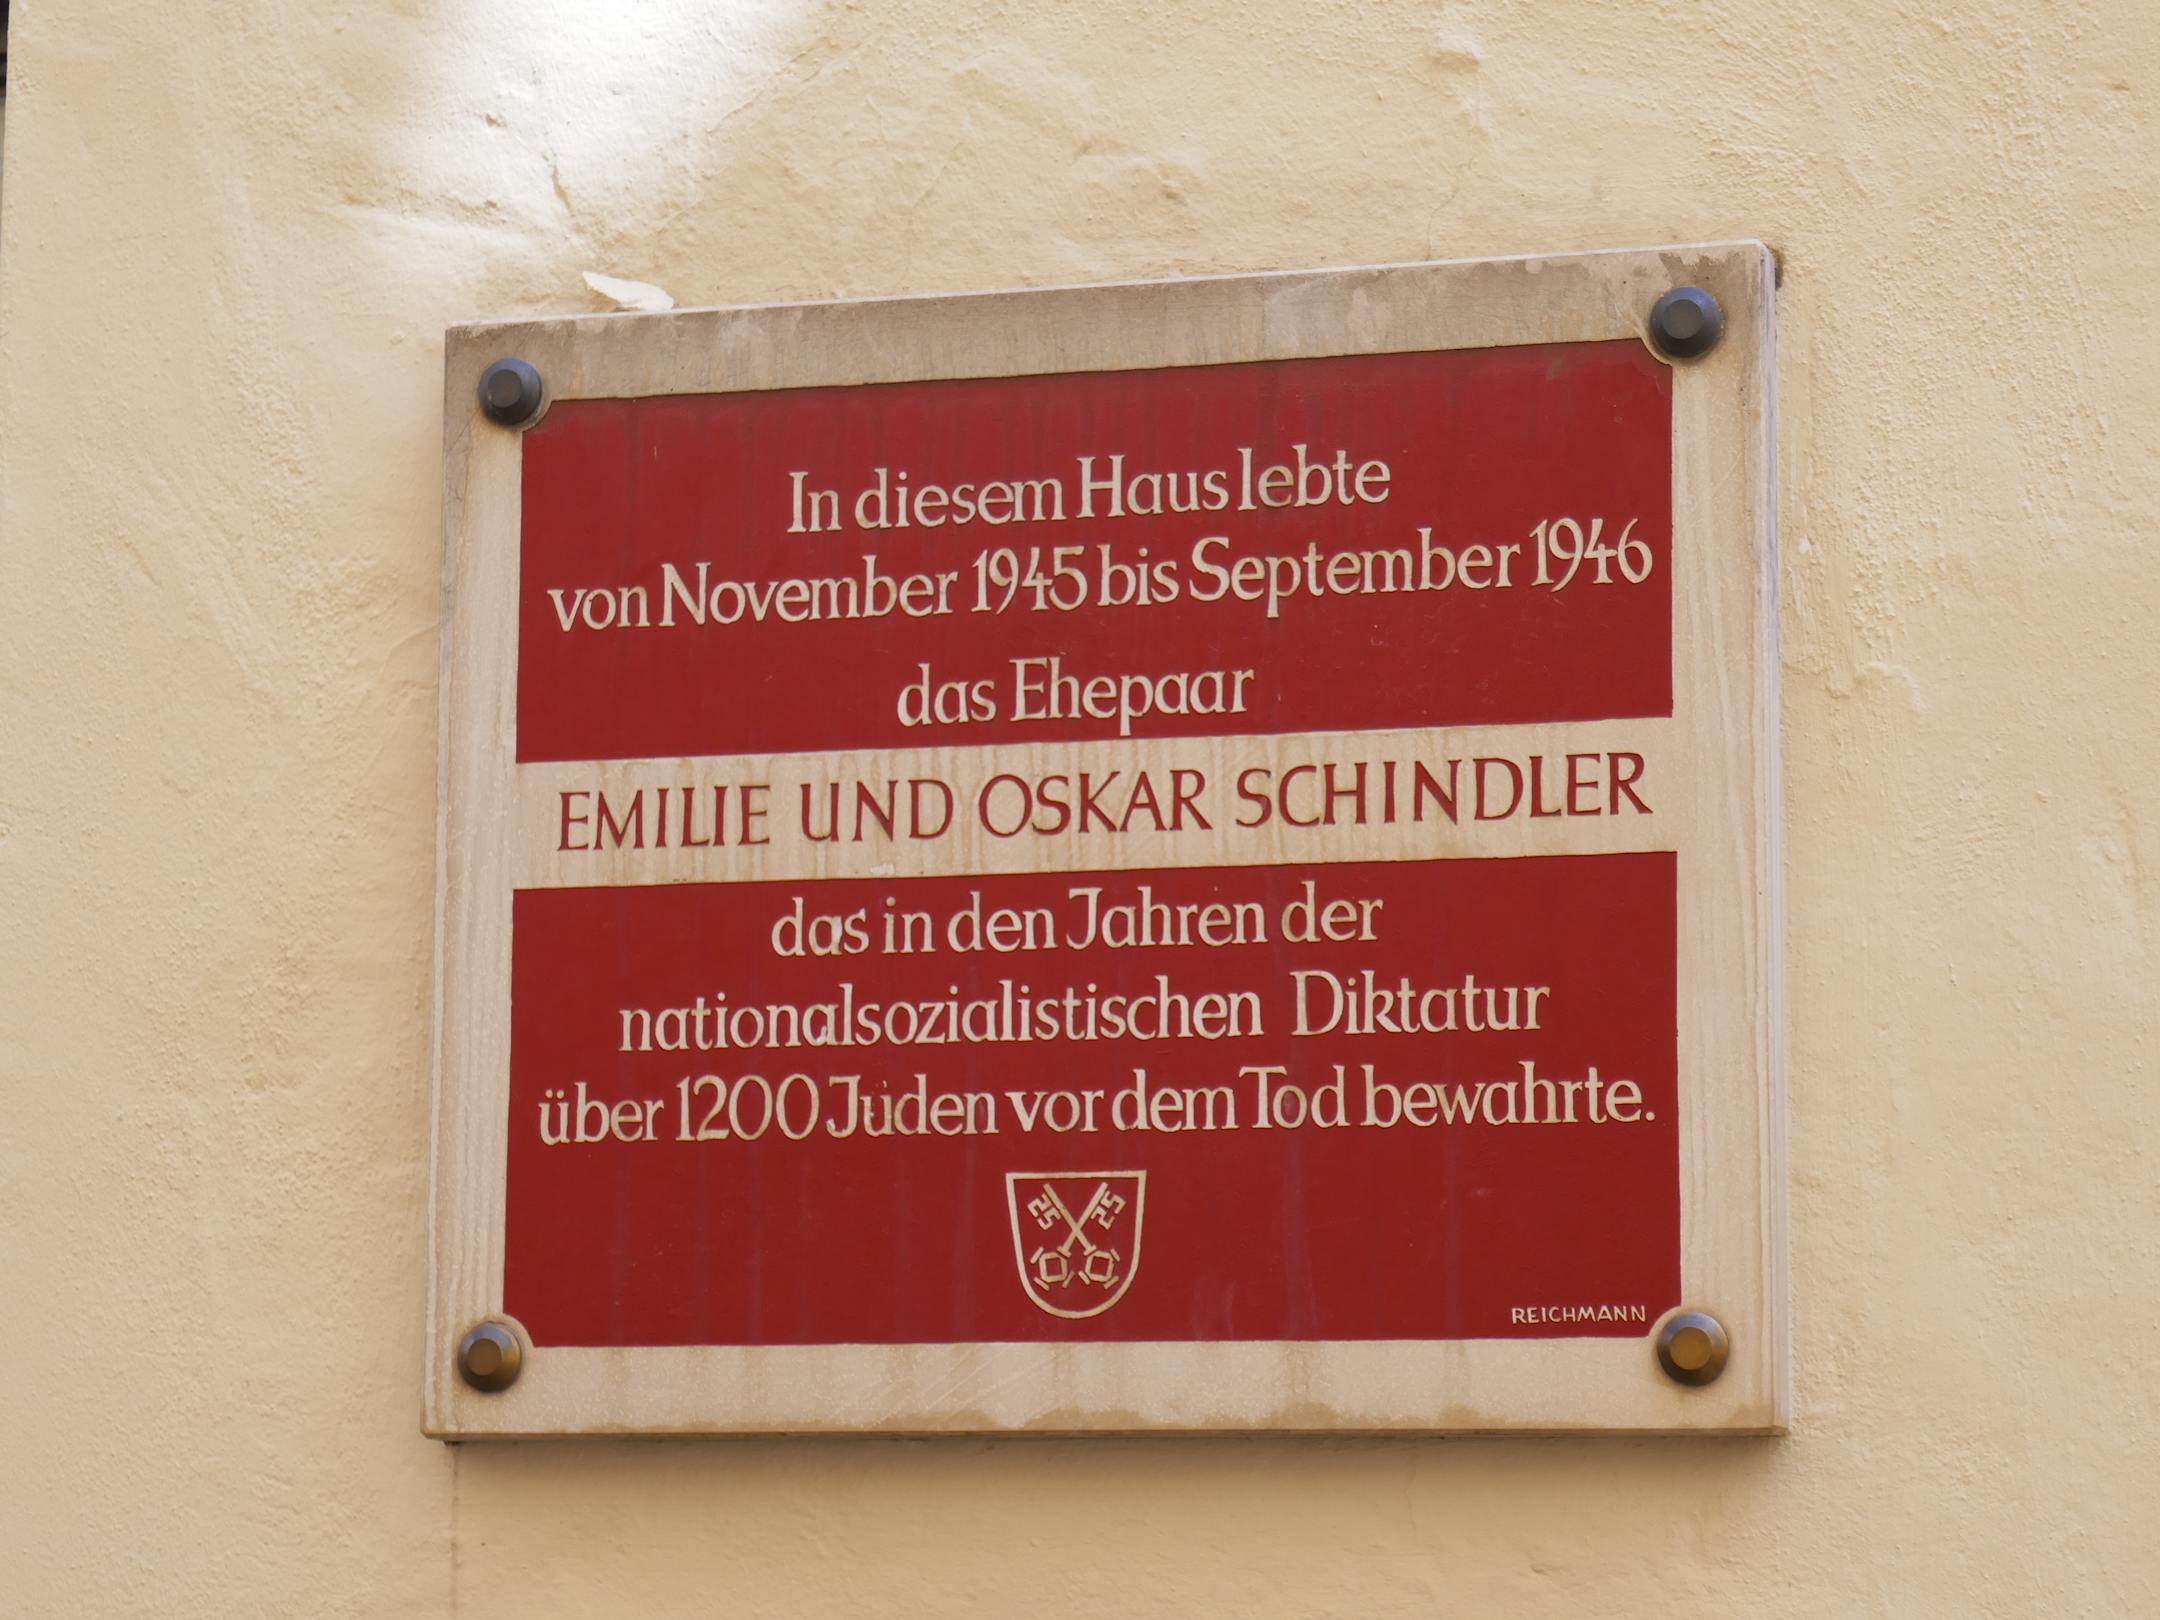 In diesem Haus lebte
von November 1945 bis September 1946
das Ehepaar
EMILIE UND OSKAR SCHINDLER
das in den Jahren der
nationalsozialistischen Diktatur
über 1200 Juden vor dem Tod bewahrte.
REICHMANN